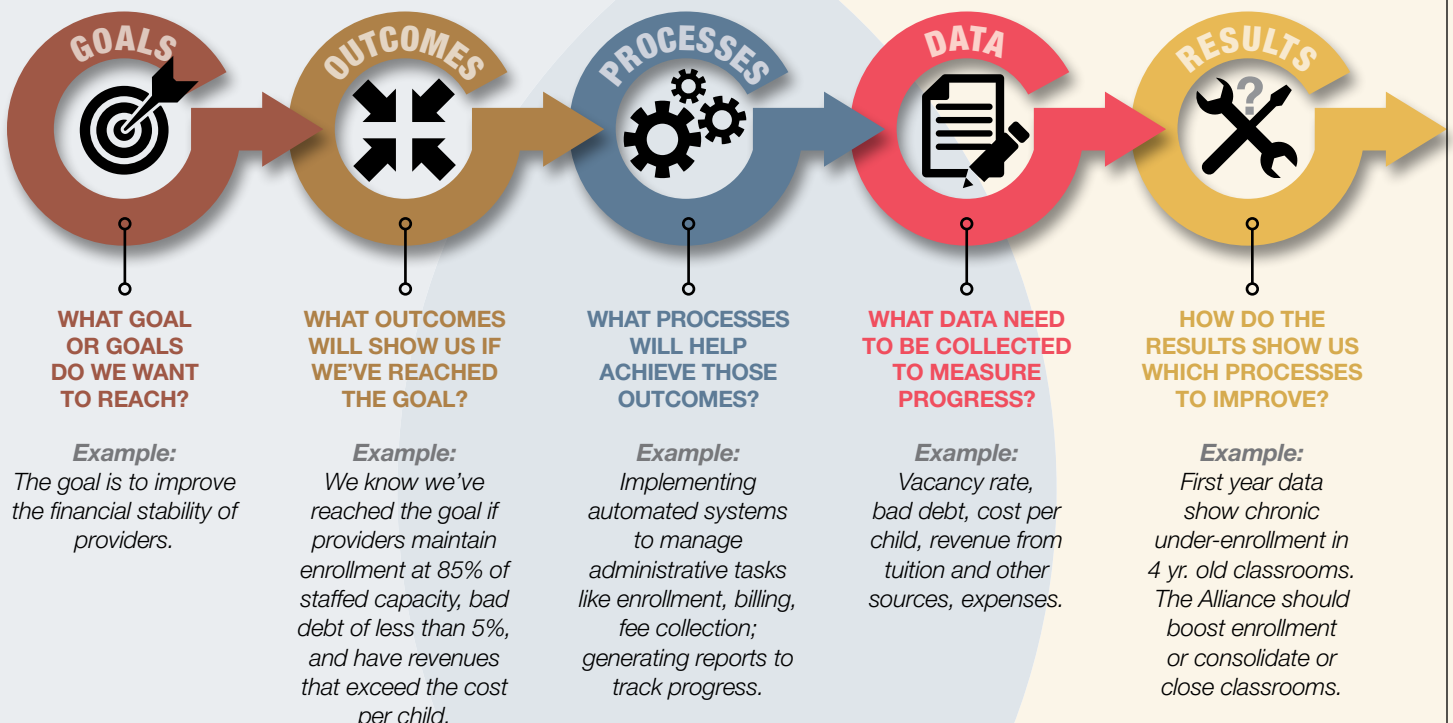 GOALS
OUTCOMES
PROCESSES
DATA
RESULTS
?
WHAT GOAL
OR GOALS
DO WE WANT
TO REACH?
Example:
The goal is to improve
the financial stability of
providers.
WHAT OUTCOMES
WILL SHOW US IF
WE'VE REACHED
THE GOAL?
Example:
We know we've
reached the goal if
providers maintain
enrollment at 85% of
staffed capacity, bad
debt of less than 5%,
and have revenues
that exceed the cost
per child.
WHAT PROCESSES
WILL HELP
ACHIEVE THOSE
OUTCOMES?
Example:
Implementing
automated systems
to manage
administrative tasks
like enrollment, billing,
fee collection;
generating reports to
track progress.
WHAT DATA NEED
TO BE COLLECTED
TO MEASURE
PROGRESS?
Example:
Vacancy rate,
bad debt, cost per
child, revenue from
tuition and other
sources, expenses.
HOW DO THE
RESULTS SHOW US
WHICH PROCESSES
TO IMPROVE?
Example:
First year data
show chronic
under-enrollment in
4 yr. old classrooms.
The Alliance should
boost enrollment
or consolidate or
close classrooms.